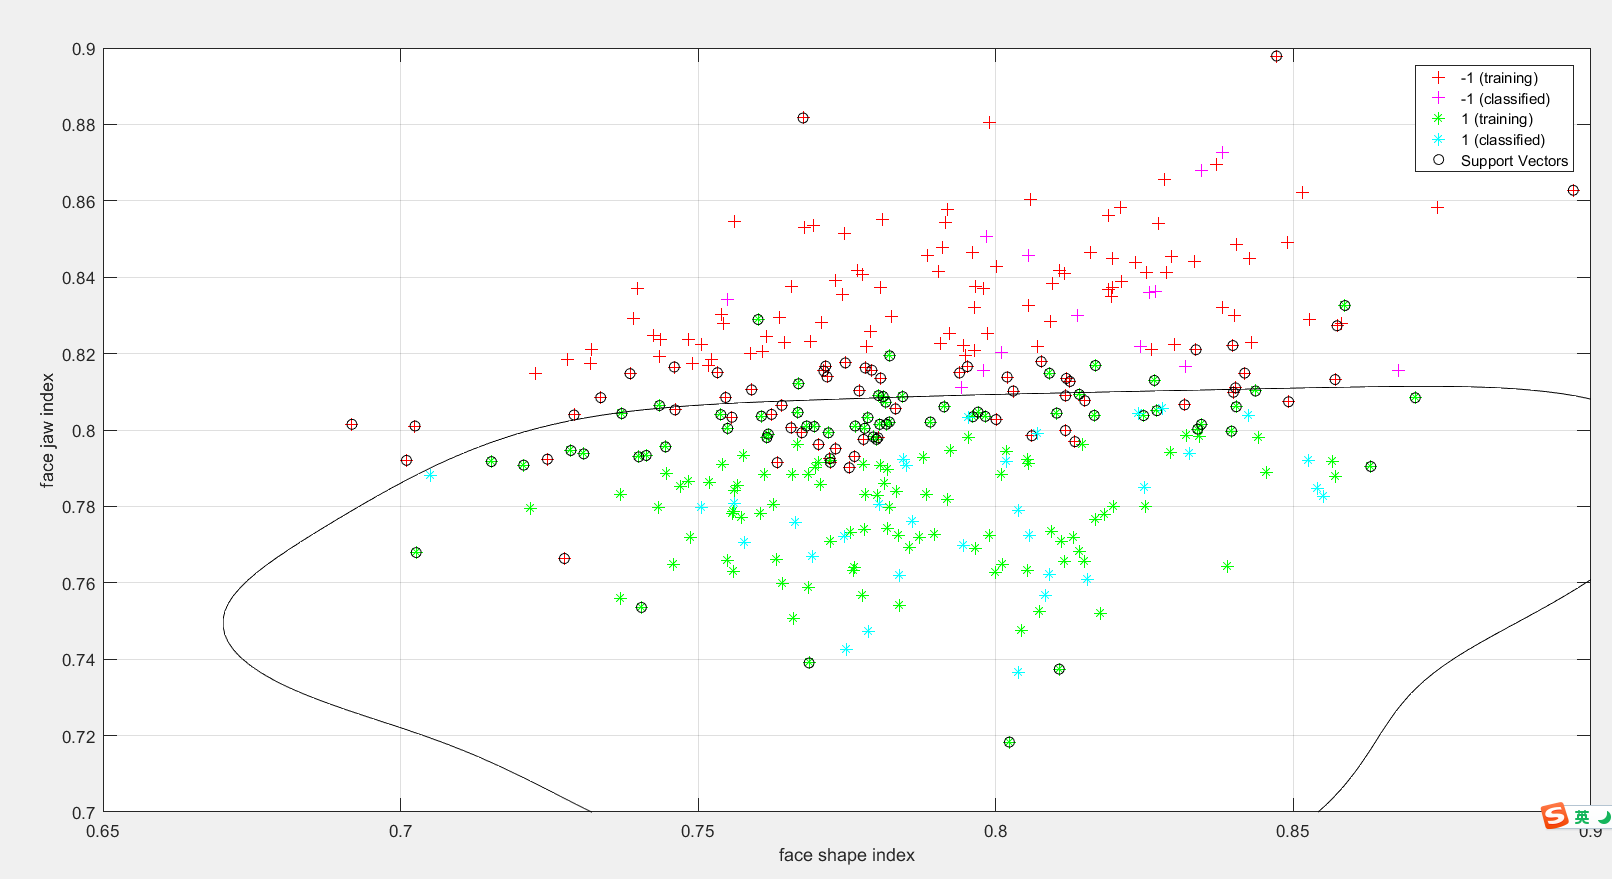 0.9
0.88
0.86
0.84
0.82
0.8
0.78
0.76
0.74
0.72
0.7
face jaw index
0.65
0.7
0.75
0.8
0.85
0.9
face shape index
-1 (training)
-1 (classified)
1 (training)
1 (classified)
Support Vectors
S 英